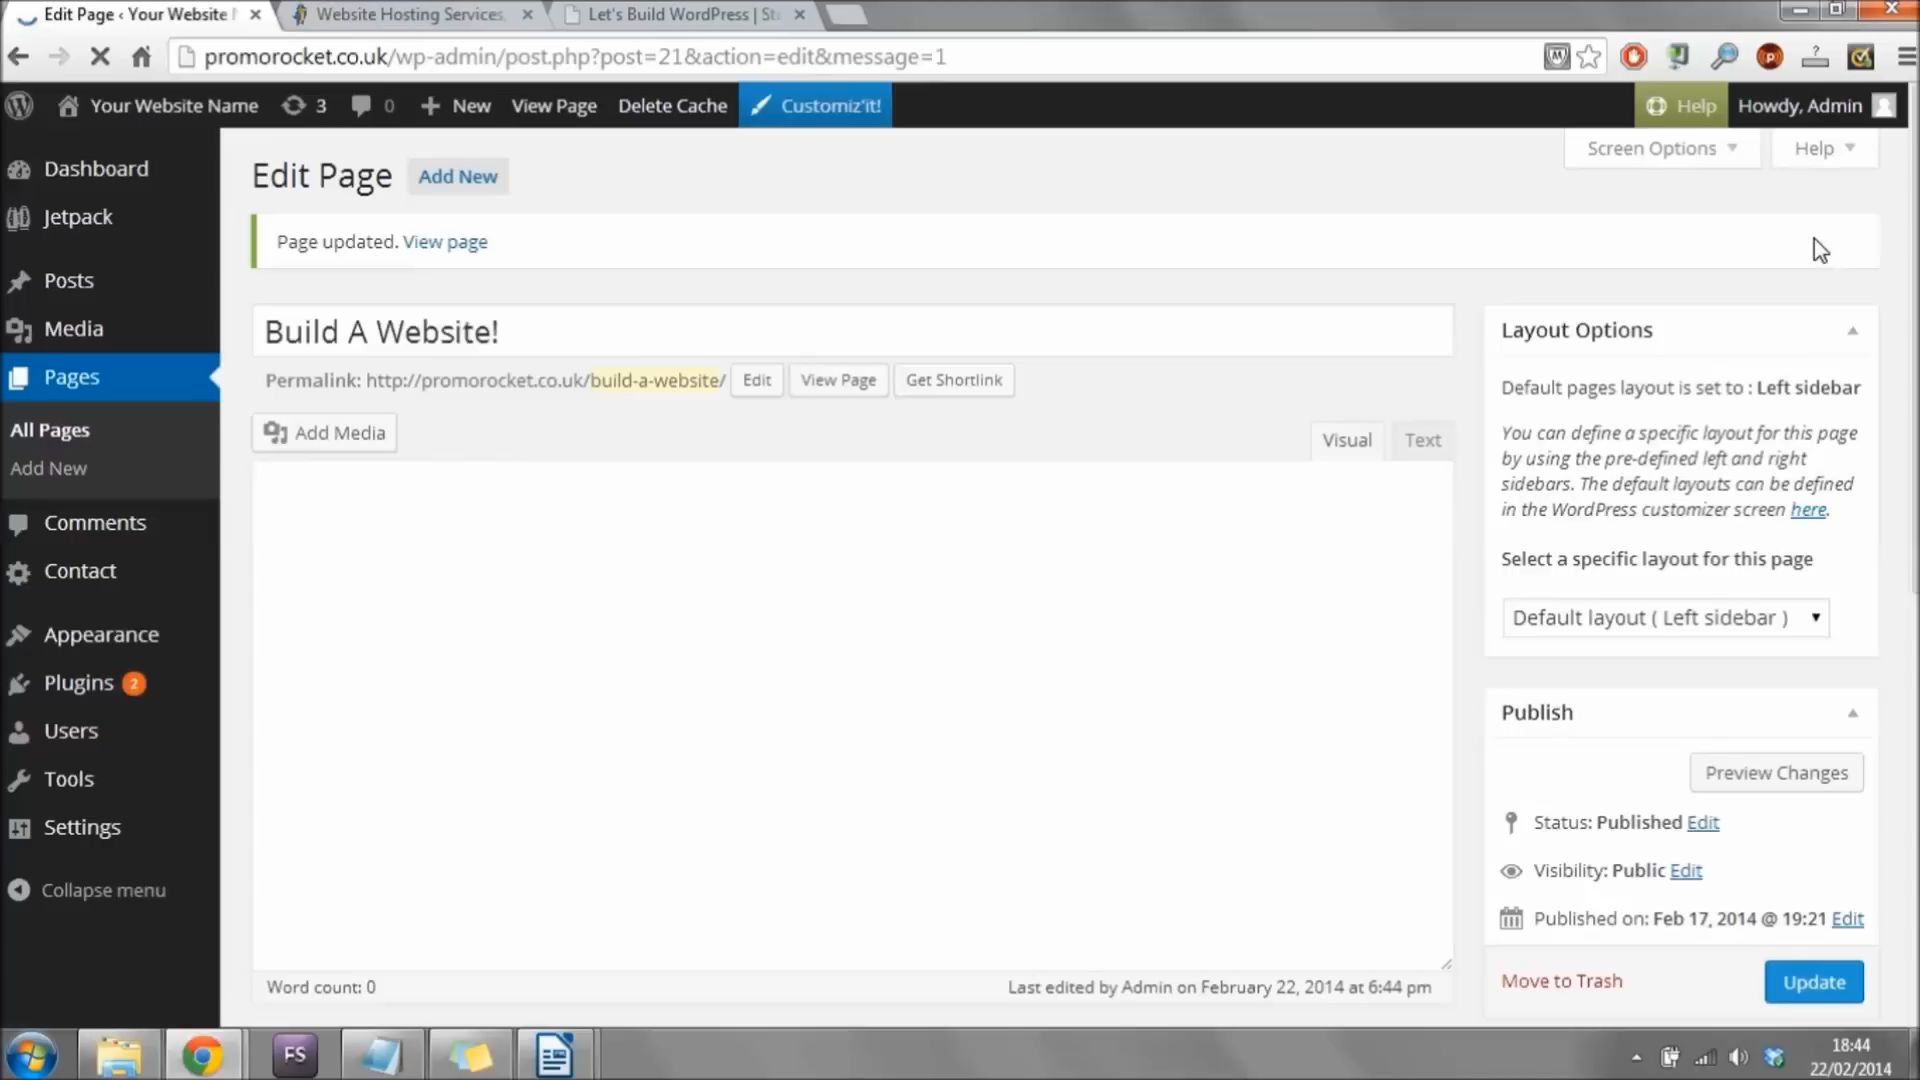 Edit Page ‹ Your Website
Website Hosting Services,
Let's Build WordPress |
promorocket.co.uk/wp-admin/post.php?post=21&action=edit&message=1
Your Website Name 3 0 New View Page Delete Cache Customiz'it! Help Howdy, Admin
Screen Options Help
Edit Page Add New
Page updated. View page
Dashboard
Jetpack
Posts
Media
Pages
All Pages
Add New
Comments
Contact
Appearance
Plugins 2
Users
Tools
Settings
Collapse menu
Build A Website!
Permalink: http://promorocket.co.uk/build-a-website/ Edit View Page Get Shortlink
Add Media
Visual Text
Word count: 0
Last edited by Admin on February 22, 2014 at 6:44 pm
Layout Options
Default pages layout is set to : Left sidebar
You can define a specific layout for this page
by using the pre-defined left and right
sidebars. The default layouts can be defined
in the WordPress customizer screen here.
Select a specific layout for this page
Default layout ( Left sidebar )
Publish
Preview Changes
Status: Published Edit
Visibility: Public Edit
Published on: Feb 17, 2014 @ 19:21 Edit
Move to Trash
Update
FS
18:44
22/02/2014